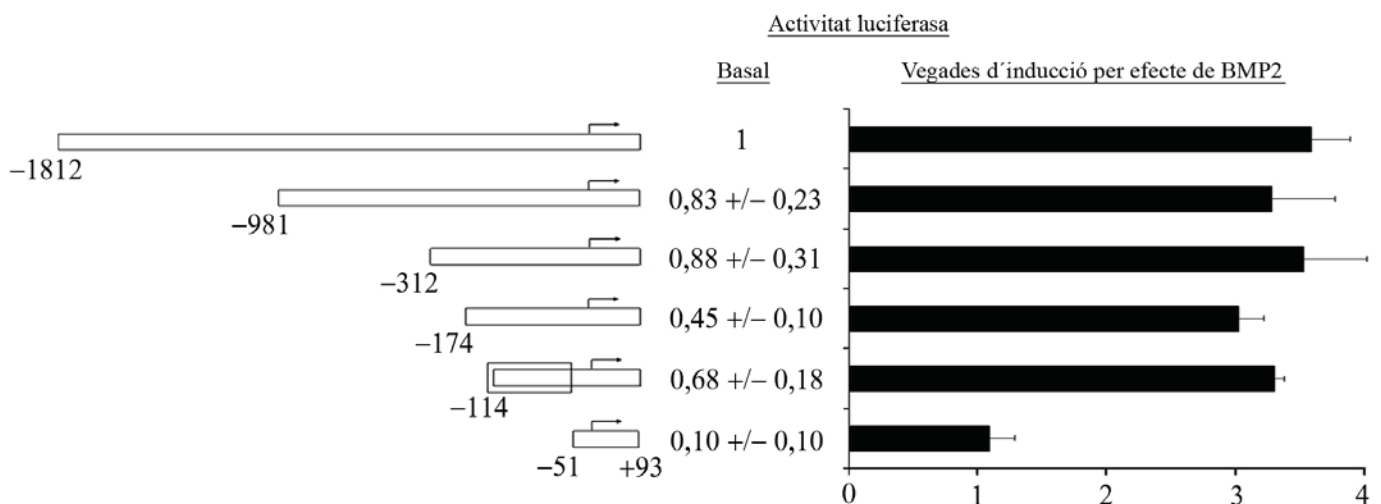 Activitat luciferasa
Basal
Vegades d´inducció per efecte de BMP2
−1812
1
−981
0,83 +/− 0,23
−312
0,88 +/− 0,31
−174
0,45 +/− 0,10
−114
0,68 +/− 0,18
−51 +93
0,10 +/− 0,10
0 1 2 3 4